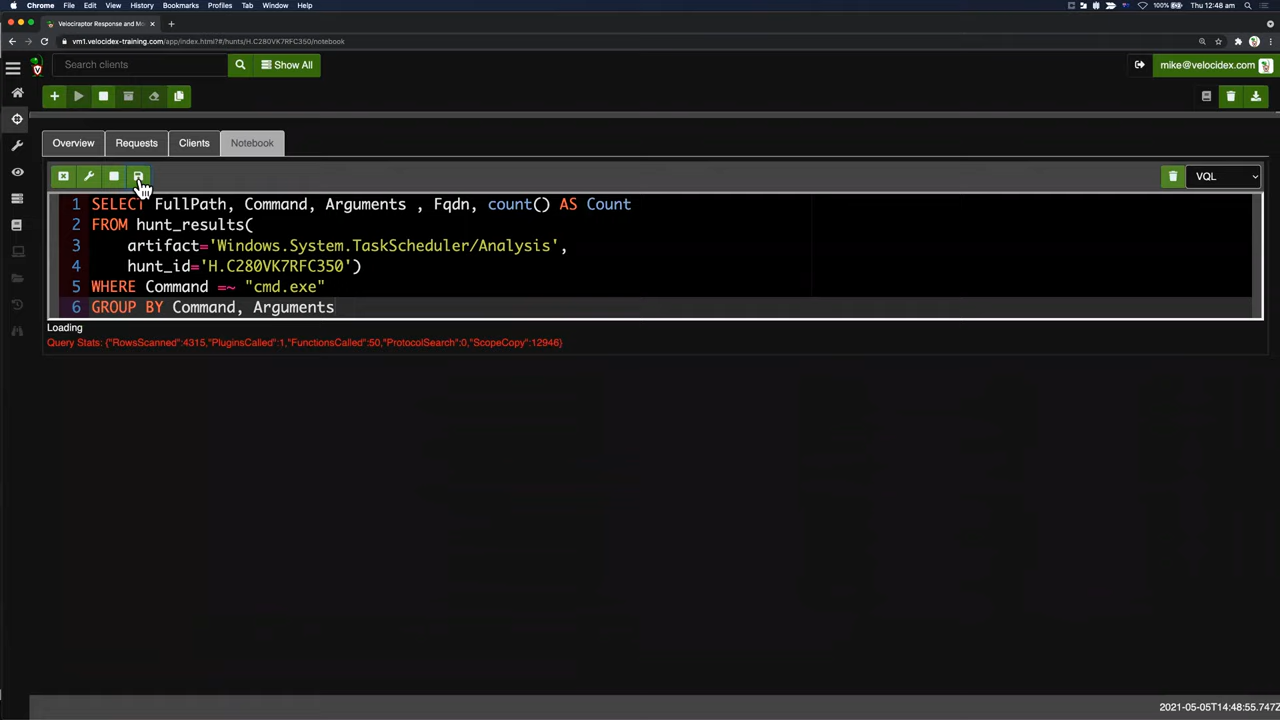 Chrome File Edit View History Bookmarks Profiles Tab Window Help 100% Thu 12:48 am
Velociraptor Response and Mo
vm1.velocidex-training.com/app/index.html?#/hunts/H.C280VK7RFC350/notebook
Search clients Show All mike@velocidex.com
Overview Requests Clients Notebook
VQL
1 SELECT FullPath, Command, Arguments , Fqdn, count() AS Count
2 FROM hunt_results(
3 artifact='Windows.System.TaskScheduler/Analysis',
4 hunt_id='H.C280VK7RFC350')
5 WHERE Command =~ "cmd.exe"
6 GROUP BY Command, Arguments
Loading
Query Stats: {"RowsScanned":4315,"PluginsCalled":1,"FunctionsCalled":50,"ProtocolSearch":0,"ScopeCopy":12946}
2021-05-05T14:48:55.747Z